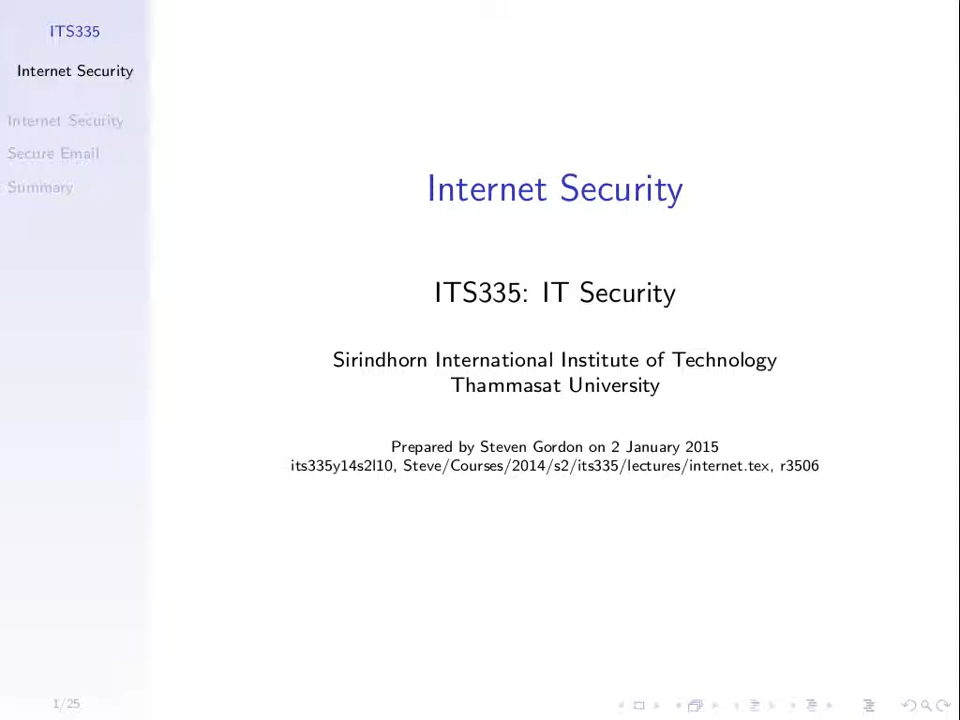 ITS335
Internet Security
Internet Security
Secure Email
Summary
Internet Security
ITS335: IT Security
Sirindhorn International Institute of Technology
Thammasat University
Prepared by Steven Gordon on 2 January 2015
its335y14s2l10, Steve/Courses/2014/s2/its335/lectures/internet.tex, r3506
1/25